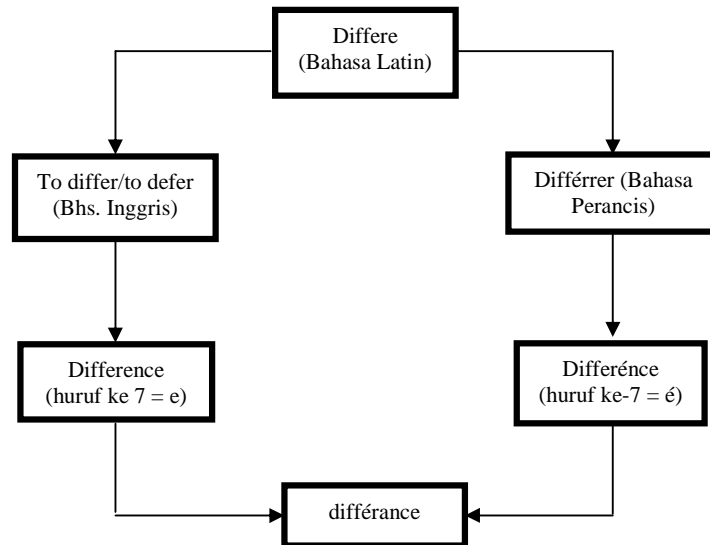 Differe
(Bahasa Latin)
To differ/to defer
(Bhs. Inggris)
Différrer (Bahasa
Perancis)
Difference
(huruf ke 7 = e)
Differénce
(huruf ke-7 = é)
différance